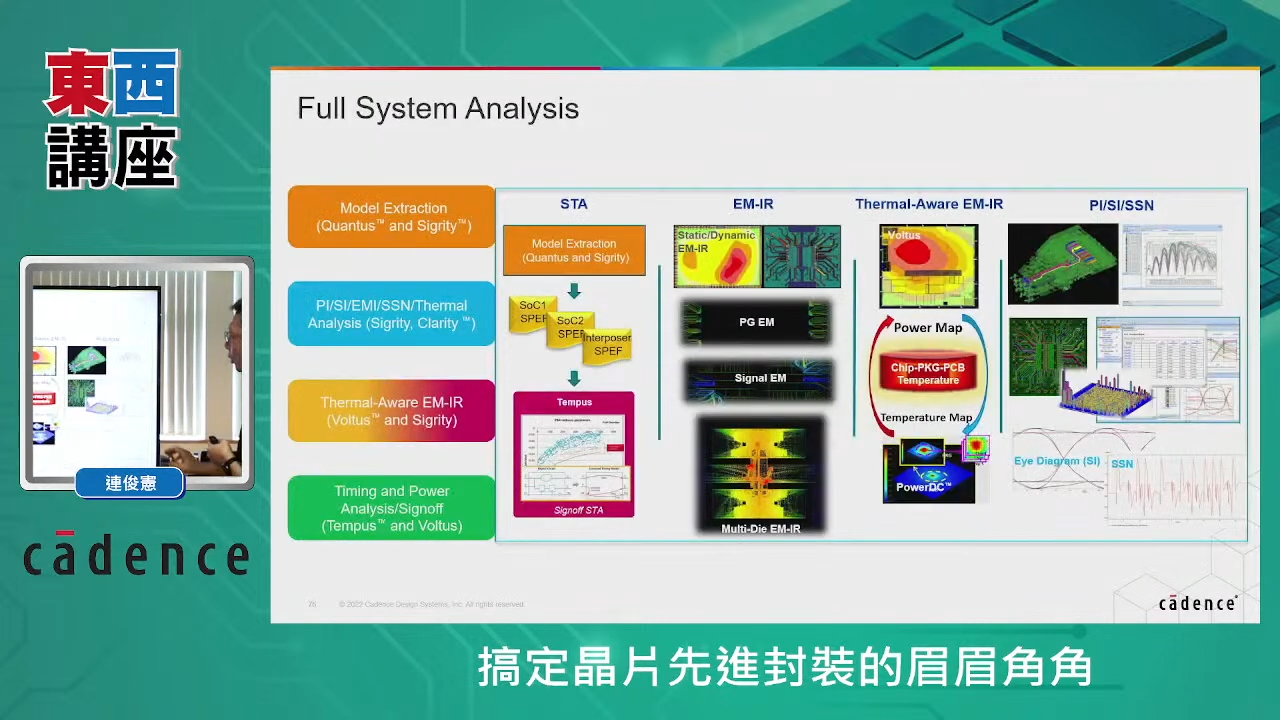 東西
講座
Full System Analysis
Model Extraction
(Quantus™ and Sigrity™)
PI/SI/EMI/SSN/Thermal
Analysis (Sigrity, Clarity ™)
Thermal-Aware EM-IR
(Voltus™ and Sigrity)
Timing and Power
Analysis/Signoff
(Tempus™ and Voltus)
STA
Model Extraction
(Quantus and Sigrity)
SoC1
SPEF
SoC2
SPEF
Interposer
SPEF
Tempus
Signoff STA
EM-IR
Static/Dynamic
EM-IR
PG EM
Signal EM
Multi-Die EM-IR
Thermal-Aware EM-IR
Voltus
Power Map
Chip-PKG-PCB
Temperature
Temperature Map
PowerDC™
PI/SI/SSN
Eye Diagram (SI)
SSN
連俊憲
cādence
76 © 2022 Cadence Design Systems, Inc. All rights reserved.
cādence®
搞定晶片先進封裝的眉眉角角